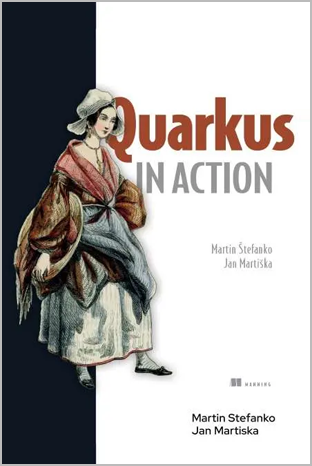 Quarkus
IN ACTION
Martin Štefanko
Jan Martiška
MANNING
Martin Stefanko
Jan Martiska